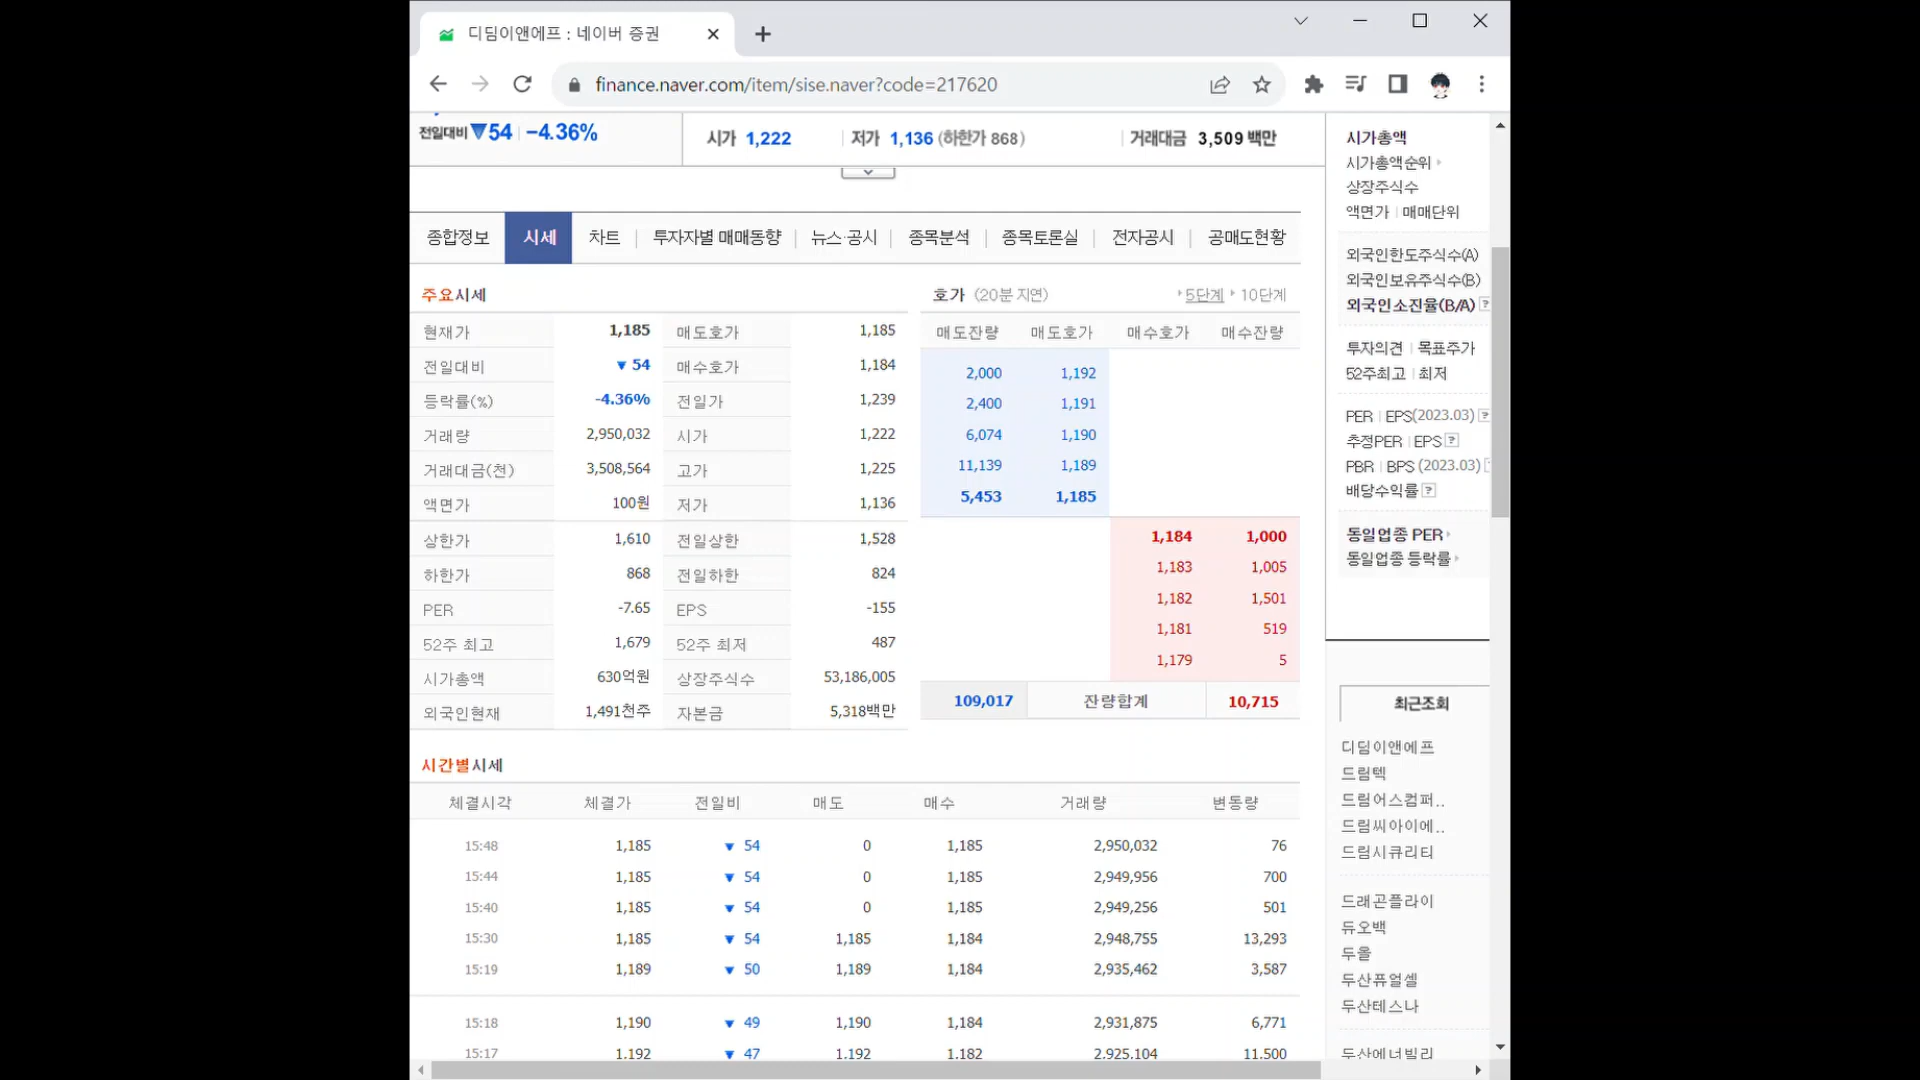 디딤이앤에프 : 네이버 증권
finance.naver.com/item/sise.naver?code=217620
전일대비 ▼54 | -4.36%
시가 1,222 | 저가 1,136 (하한가 868) | 거래대금 3,509 백만
종합정보 시세 차트 | 투자자별 매매동향 | 뉴스·공시 | 종목분석 | 종목토론실 | 전자공시 | 공매도현황
주요시세
현재가 1,185 매도호가 1,185
전일대비 ▼ 54 매수호가 1,184
등락률(%) -4.36% 전일가 1,239
거래량 2,950,032 시가 1,222
거래대금(천) 3,508,564 고가 1,225
액면가 100원 저가 1,136
상한가 1,610 전일상한 1,528
하한가 868 전일하한 824
PER -7.65 EPS -155
52주 최고 1,679 52주 최저 487
시가총액 630억원 상장주식수 53,186,005
외국인현재 1,491천주 자본금 5,318백만
호가 (20분 지연) 5단계 10단계
매도잔량 매도호가 매수호가 매수잔량
2,000 1,192
2,400 1,191
6,074 1,190
11,139 1,189
5,453 1,185
1,184 1,000
1,183 1,005
1,182 1,501
1,181 519
1,179 5
109,017 잔량합계 10,715
시간별시세
체결시각 체결가 전일비 매도 매수 거래량 변동량
15:48 1,185 ▼ 54 0 1,185 2,950,032 76
15:44 1,185 ▼ 54 0 1,185 2,949,956 700
15:40 1,185 ▼ 54 0 1,185 2,949,256 501
15:30 1,185 ▼ 54 1,185 1,184 2,948,755 13,293
15:19 1,189 ▼ 50 1,189 1,184 2,935,462 3,587
15:18 1,190 ▼ 49 1,190 1,184 2,931,875 6,771
15:17 1,192 ▼ 47 1,192 1,182 2,925,104 11,500
시가총액
시가총액순위
상장주식수
액면가 | 매매단위
외국인한도주식수(A)
외국인보유주식수(B)
외국인소진율(B/A) ?
투자의견 | 목표주가
52주최고 | 최저
PER | EPS(2023.03) ?
추정PER | EPS ?
PBR | BPS (2023.03)
배당수익률 ?
동일업종 PER
동일업종 등락률
최근조회
디딤이앤에프
드림텍
드림어스컴퍼..
드림씨아이에..
드림시큐리티
드래곤플라이
듀오백
두올
두산퓨얼셀
두산테스나
두산에너빌리